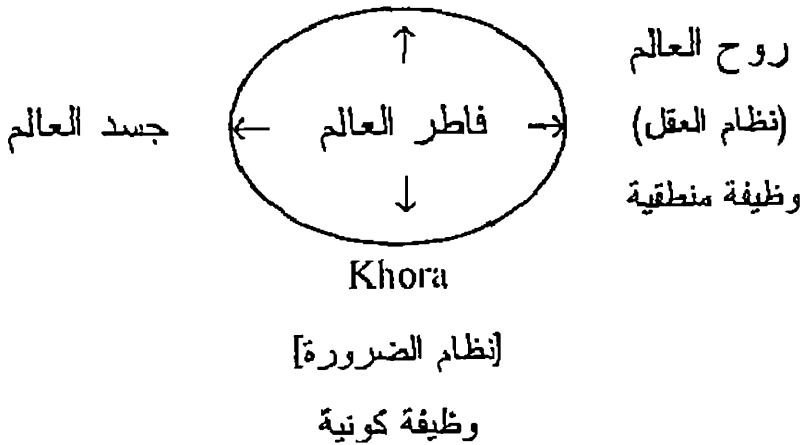 روح العالم
جسد العالم فاطر العالم (نظام العقل)
وظيفة منطقية
Khora
[نظام الضرورة]
وظيفة كونية